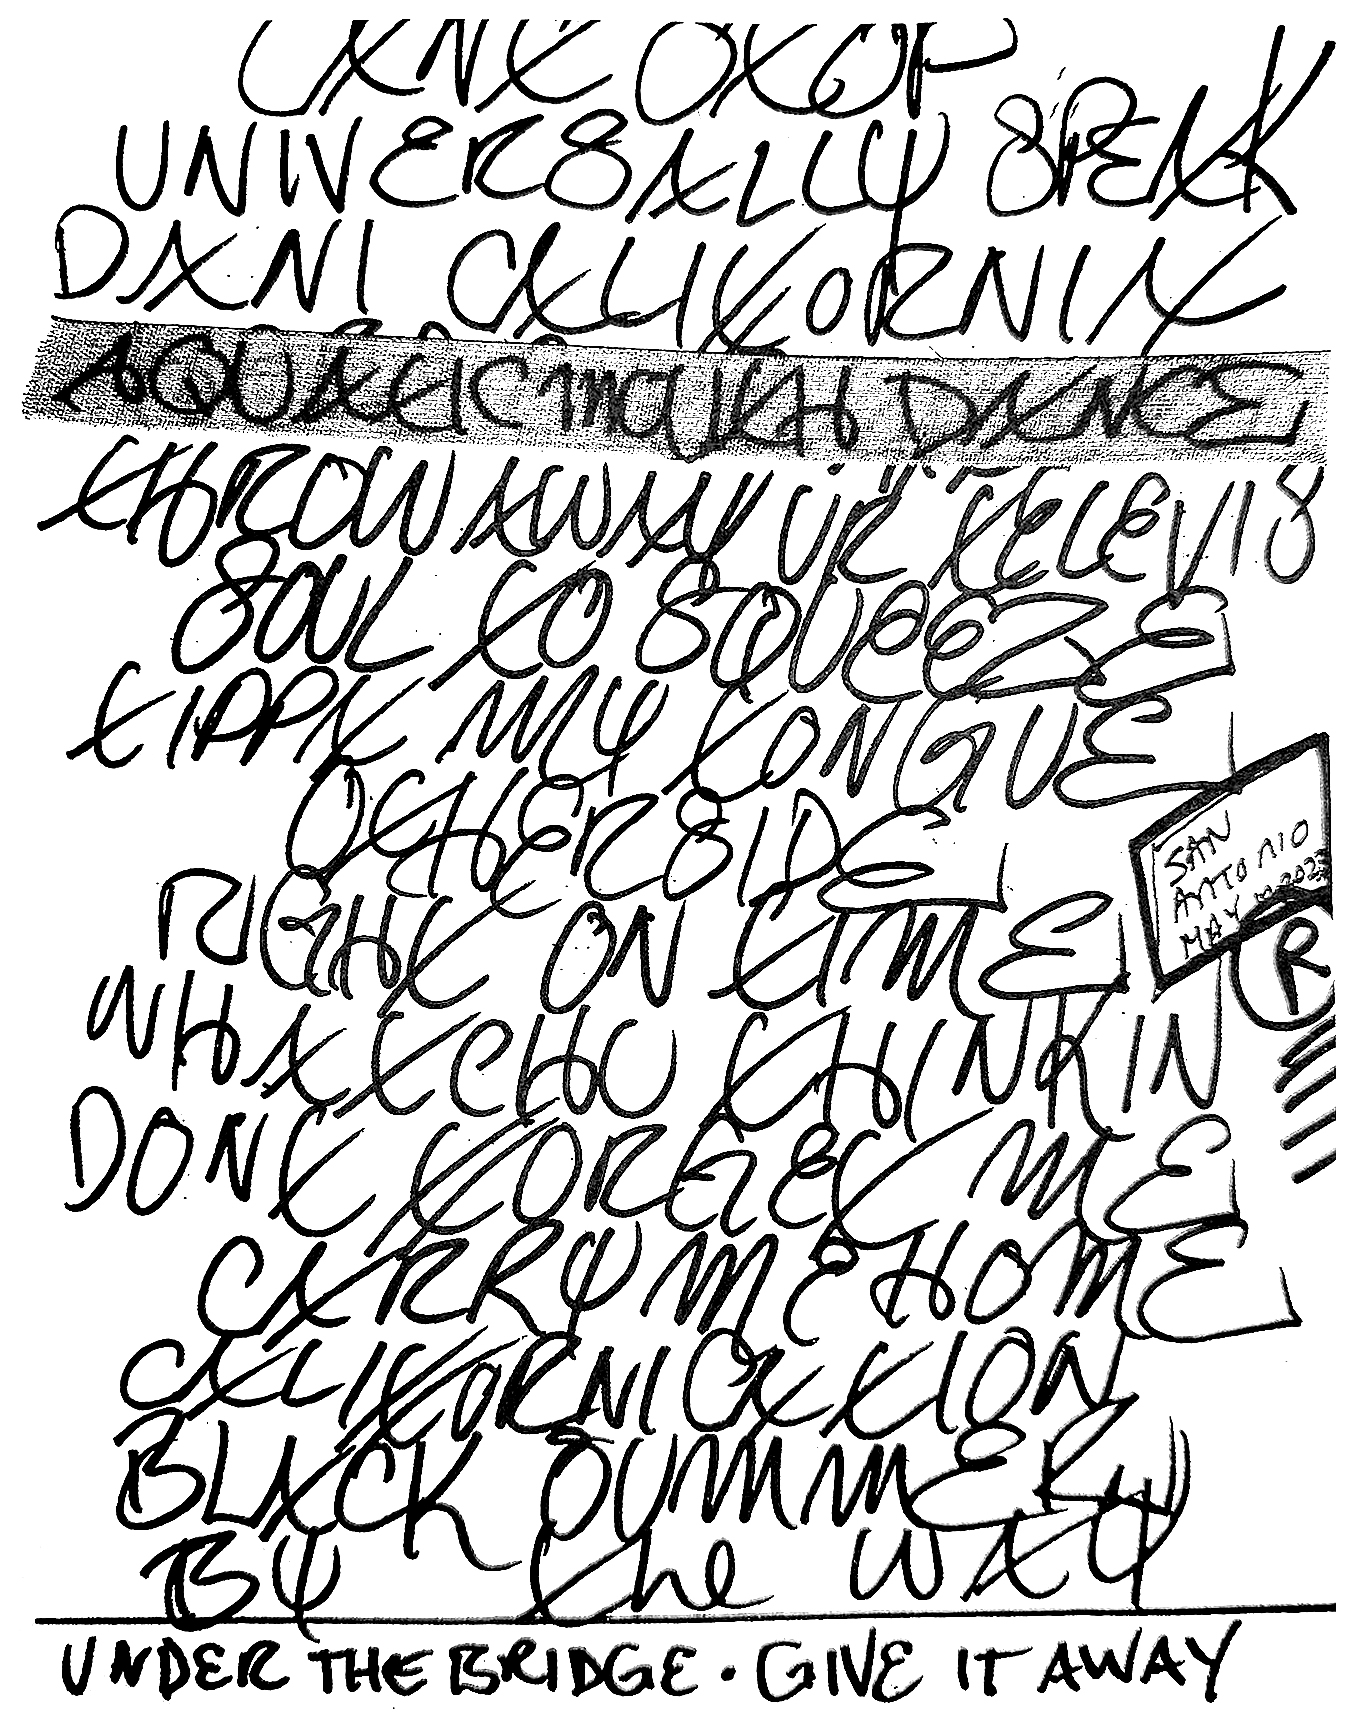 CAN'T STOP
UNIVERSALLY SPEAK
DANI CALIFORNIA
AQUATIC MOUTH DANCE
THROW AWAY UR TELEVIS
SOUL TO SQUEEZE
TIPPA MY TONGUE
OTHERSIDE
RIGHT ON TIME
WHATCHU THINKIN
DONT FORGET ME
CARRY ME HOME
CALIFORNICATION
BLACK SUMMER
BY the WAY
UNDER THE BRIDGE · GIVE IT AWAY
SAN
ANTONIO
MAY 2023
R